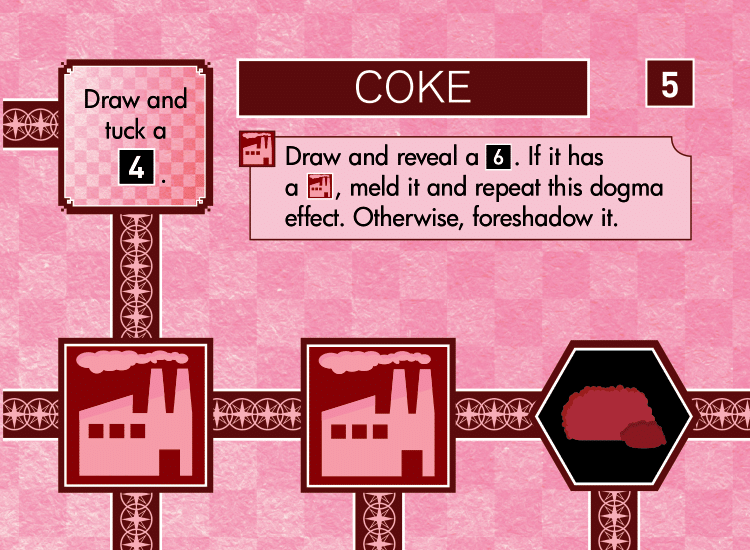 Draw and
tuck a
4 .
COKE
5
Draw and reveal a 6 . If it has
a , meld it and repeat this dogma
effect. Otherwise, foreshadow it.